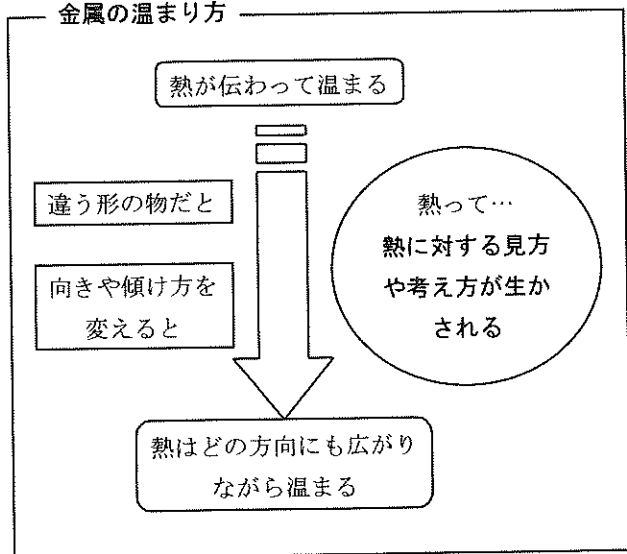 金属の温まり方
熱が伝わって温まる
違う形の物だと
向きや傾け方を
変えると
熱って…
熱に対する見方
や考え方が生か
される
熱はどの方向にも広がり
ながら温まる